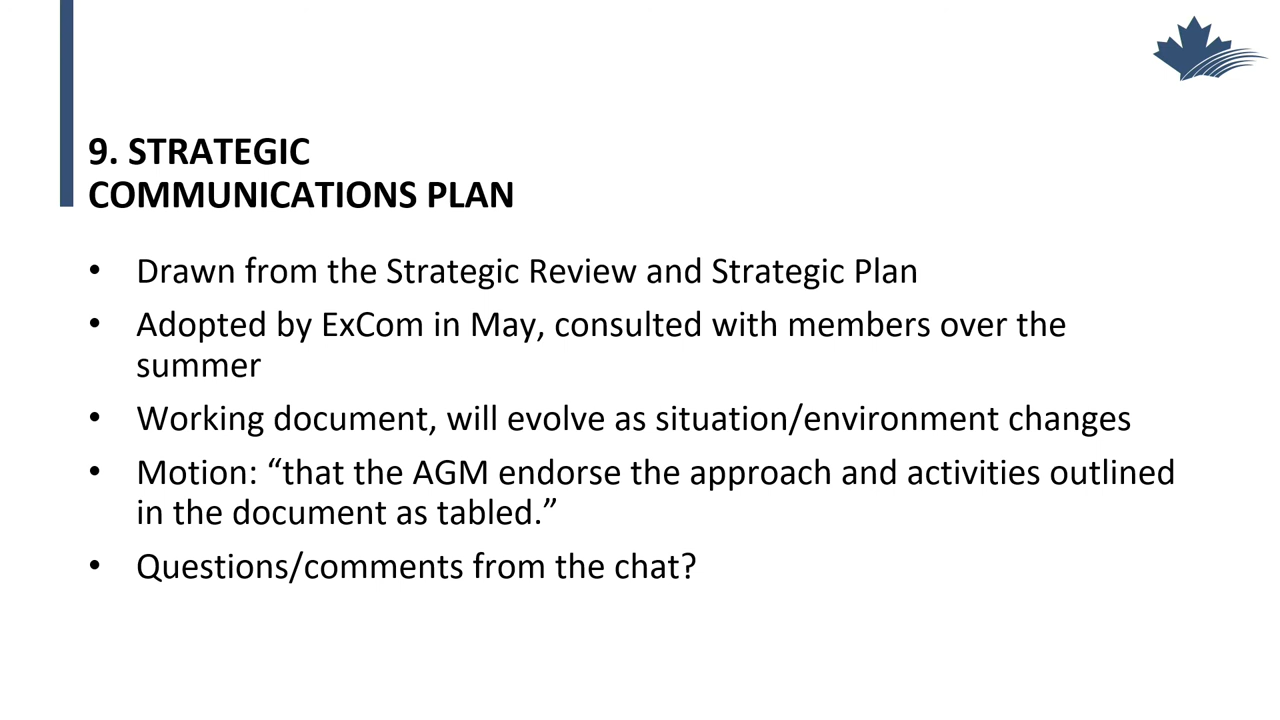 9. STRATEGIC
COMMUNICATIONS PLAN
• Drawn from the Strategic Review and Strategic Plan
• Adopted by ExCom in May, consulted with members over the
summer
• Working document, will evolve as situation/environment changes
• Motion: “that the AGM endorse the approach and activities outlined
in the document as tabled.”
• Questions/comments from the chat?